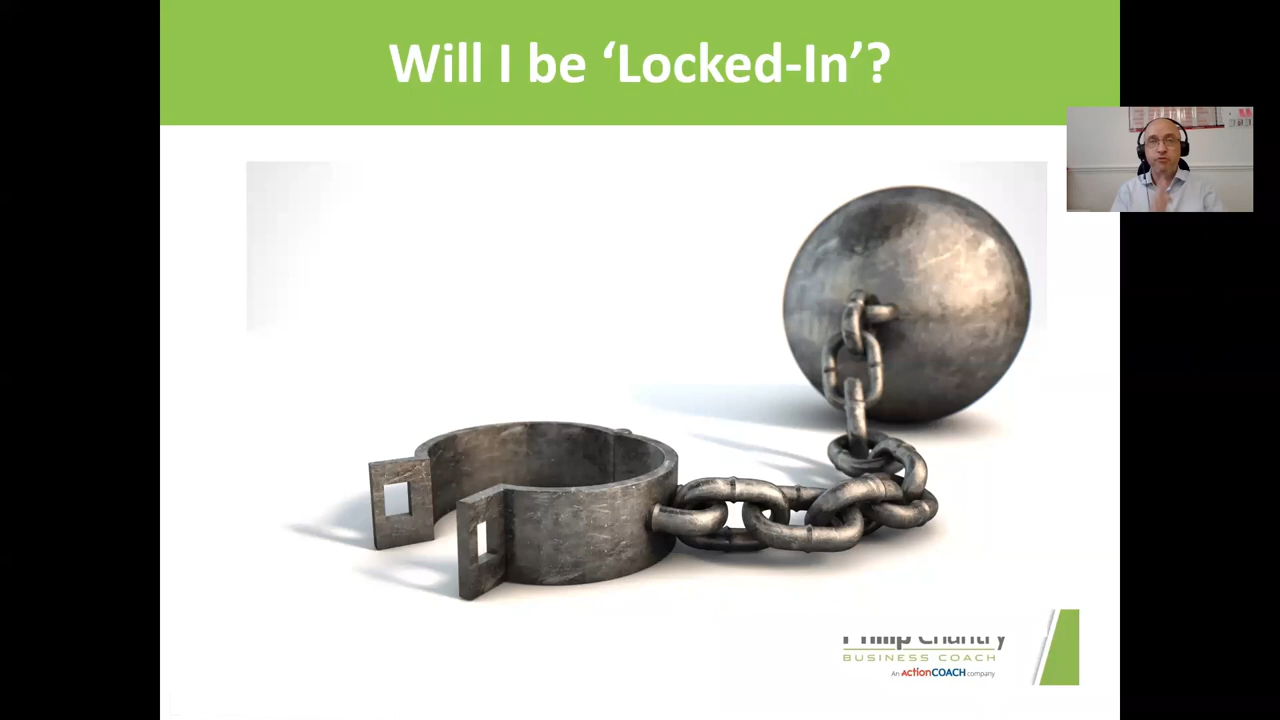 Will I be ‘Locked-In’?
Philip Chantry
BUSINESS COACH
An ActionCOACH company